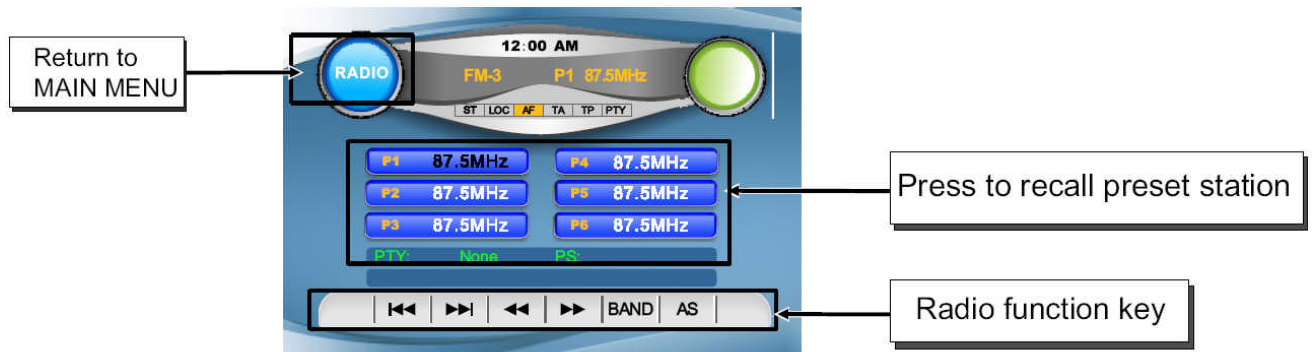 Return to
MAIN MENU
RADIO
12:00 AM
FM-3 P1 87.5MHz
ST LOC AF TA TP PTY
P1 87.5MHz P4 87.5MHz
P2 87.5MHz P5 87.5MHz
P3 87.5MHz P6 87.5MHz
PTY: None PS:
BAND AS
Press to recall preset station
Radio function key